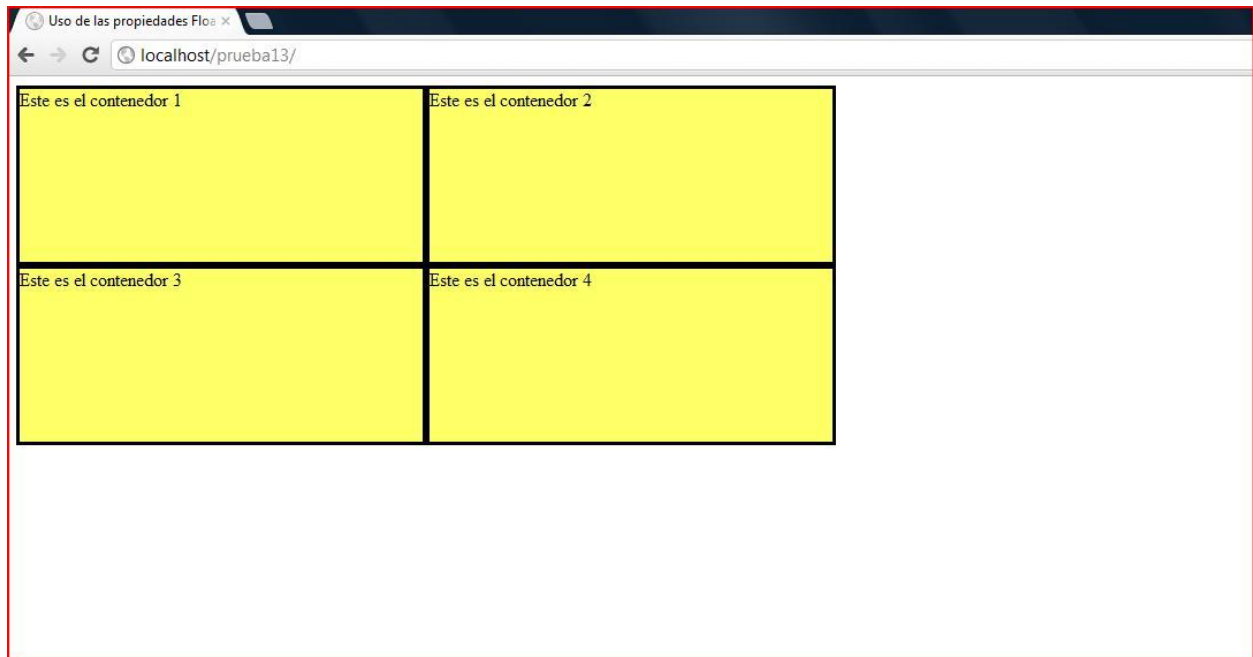 Uso de las propiedades Floa
localhost/prueba13/
Este es el contenedor 1
Este es el contenedor 2
Este es el contenedor 3
Este es el contenedor 4